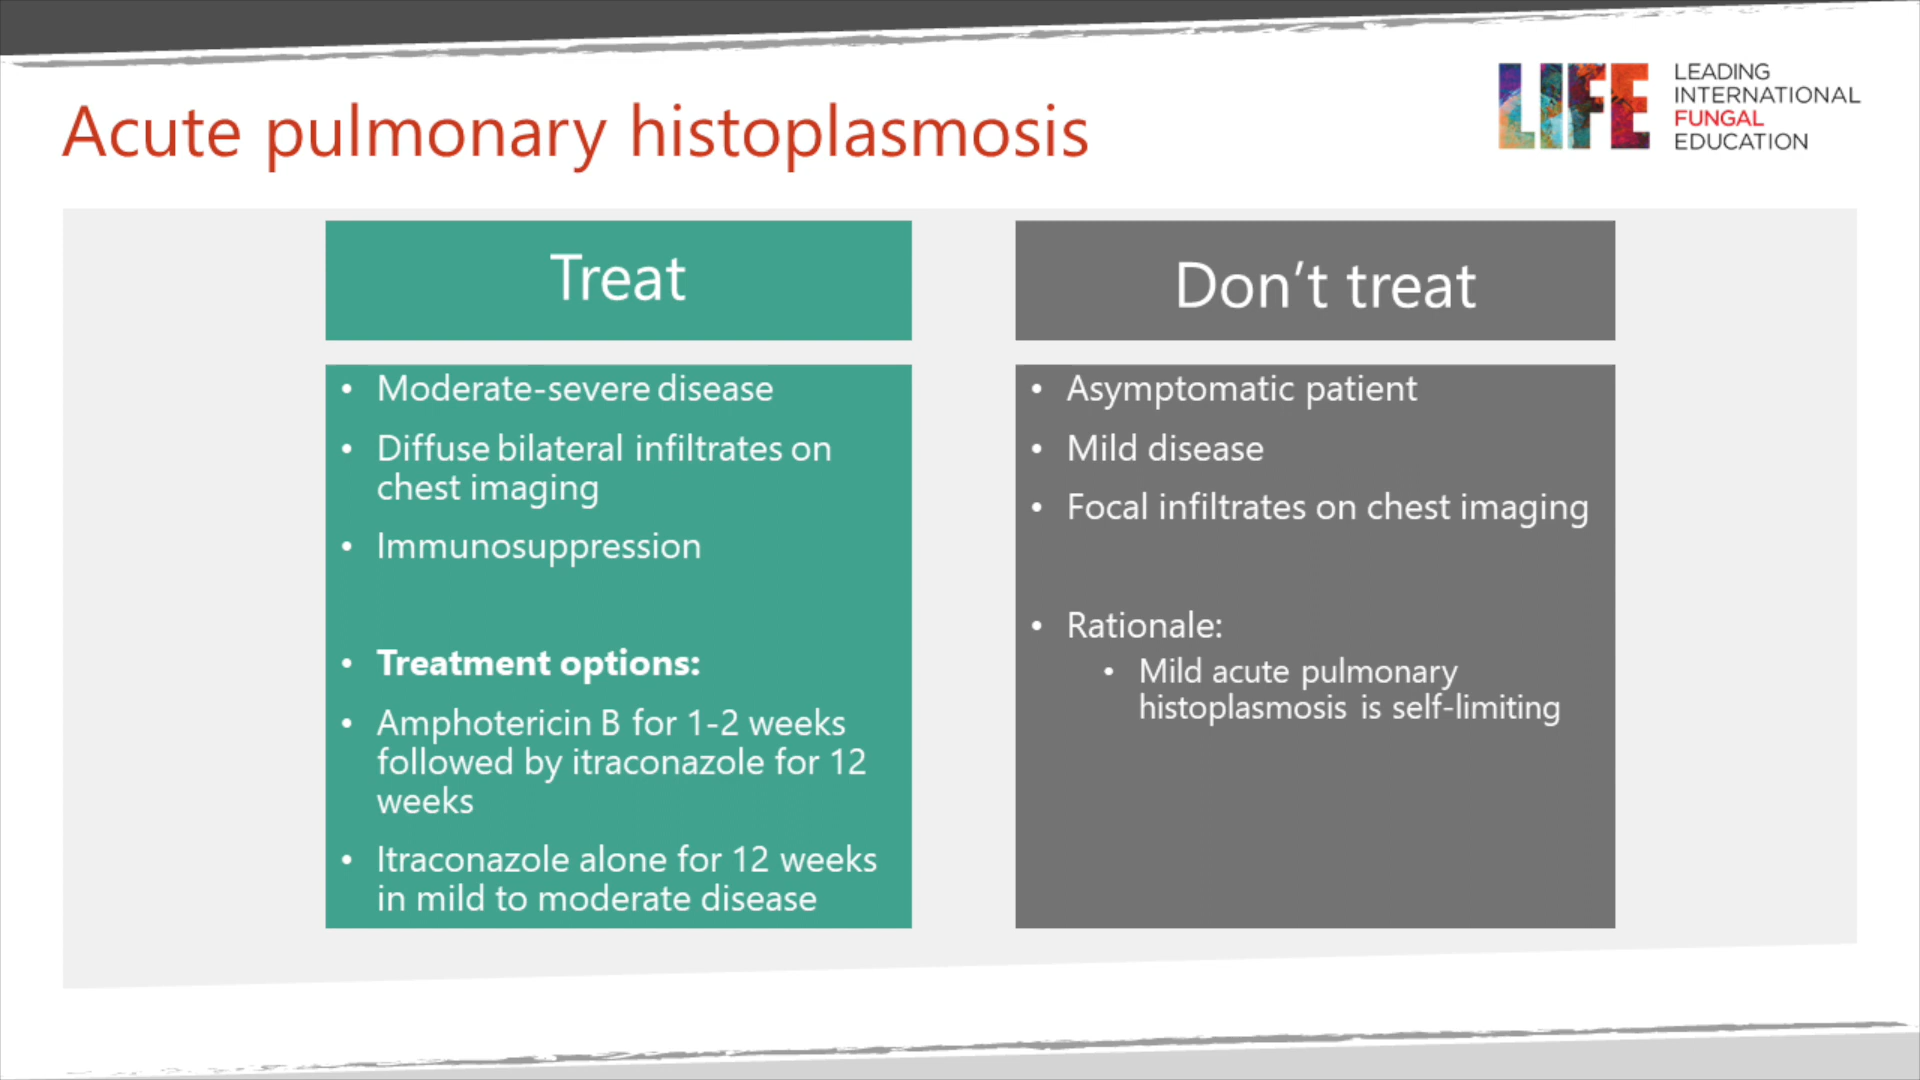 LIFE
LEADING
INTERNATIONAL
FUNGAL
EDUCATION
Acute pulmonary histoplasmosis
Treat
• Moderate-severe disease
• Diffuse bilateral infiltrates on
chest imaging
• Immunosuppression
• Treatment options:
• Amphotericin B for 1-2 weeks
followed by itraconazole for 12
weeks
• Itraconazole alone for 12 weeks
in mild to moderate disease
Don’t treat
• Asymptomatic patient
• Mild disease
• Focal infiltrates on chest imaging
• Rationale:
• Mild acute pulmonary
histoplasmosis is self-limiting